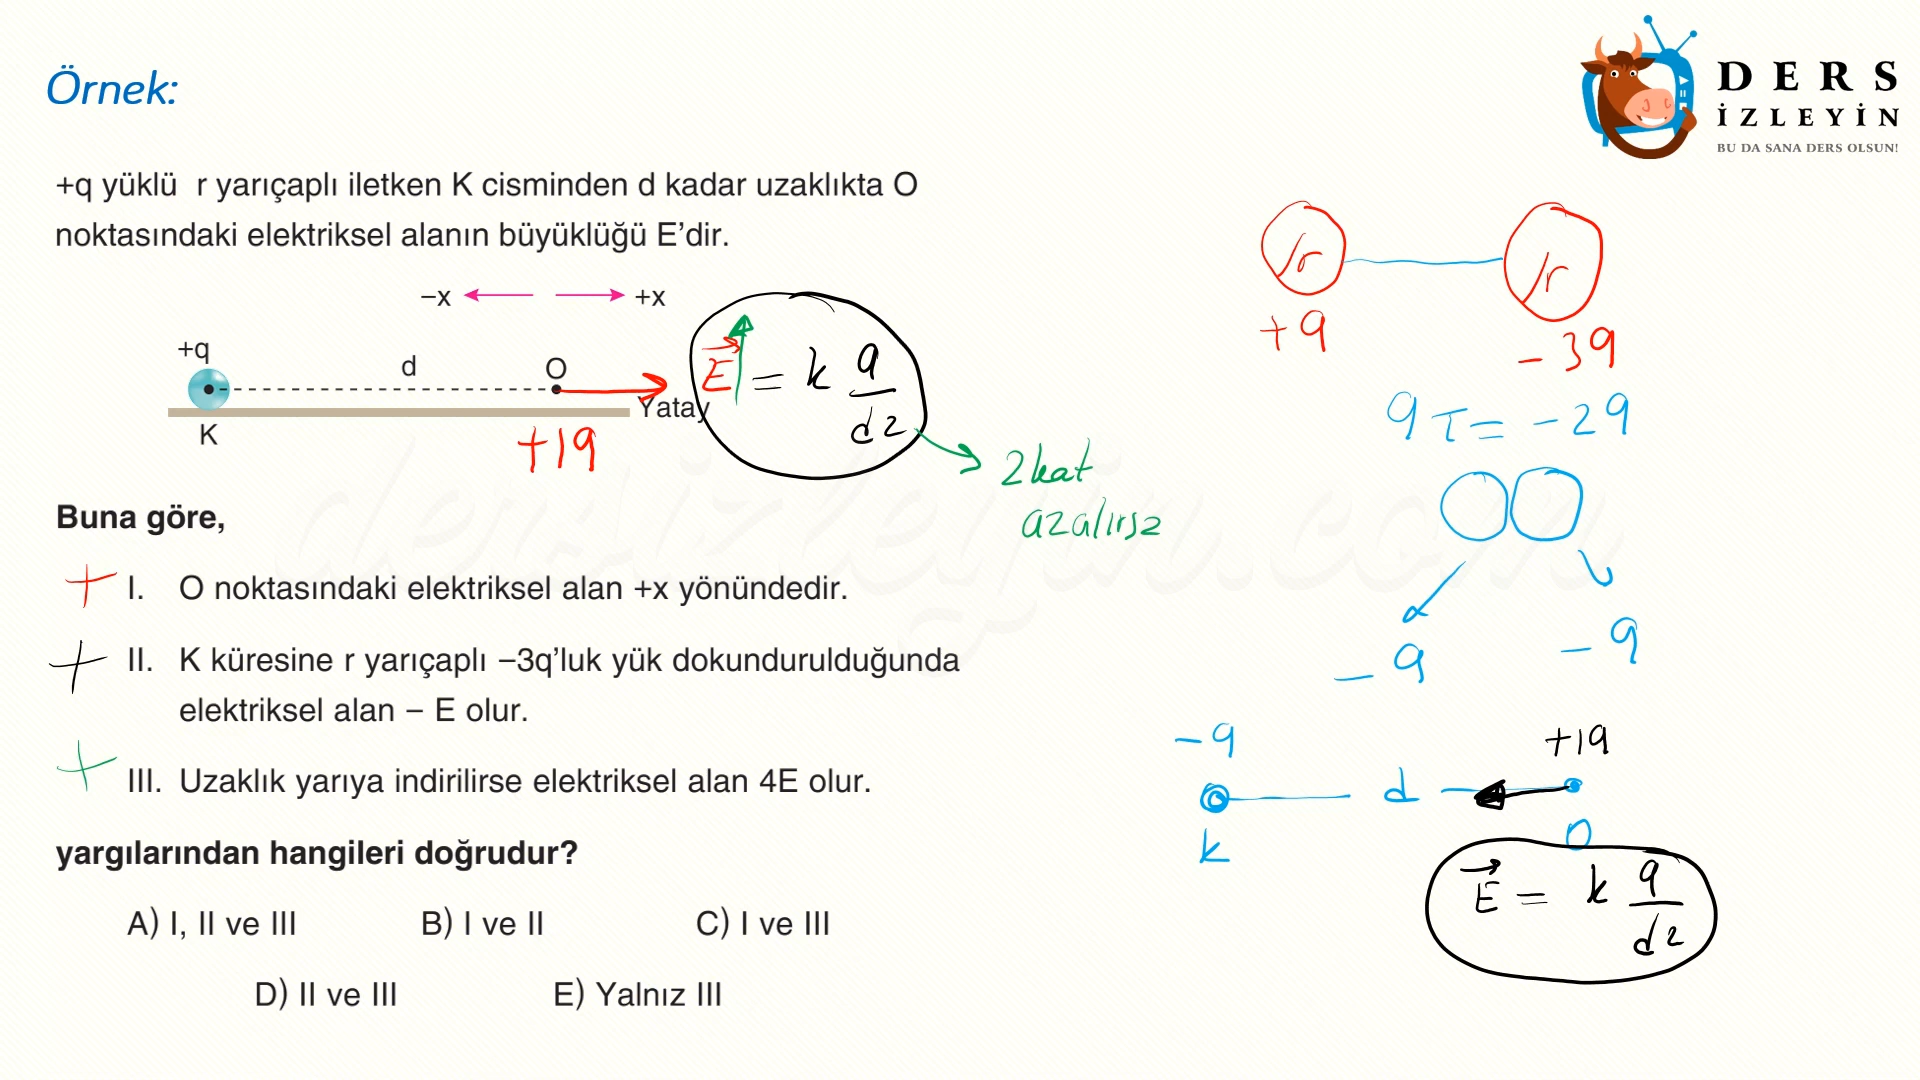 Örnek:
DERS
İZLEYİN
BU DA SANA DERS OLSUN!
+q yüklü r yarıçaplı iletken K cisminden d kadar uzaklıkta O
noktasındaki elektriksel alanın büyüklüğü E'dir.
–x +x
+q d O
K Yatay
+1q
E = k q
d2
2 kat
azalırsa
Buna göre,
+ I. O noktasındaki elektriksel alan +x yönündedir.
+ II. K küresine r yarıçaplı –3q'luk yük dokundurulduğunda
elektriksel alan – E olur.
+ III. Uzaklık yarıya indirilirse elektriksel alan 4E olur.
yargılarından hangileri doğrudur?
A) I, II ve III B) I ve II C) I ve III
D) II ve III E) Yalnız III
r r
+q -3q
qT = -2q
-q -q
-q +1q
d
k O
E = k q
d2
dersizleyin.com